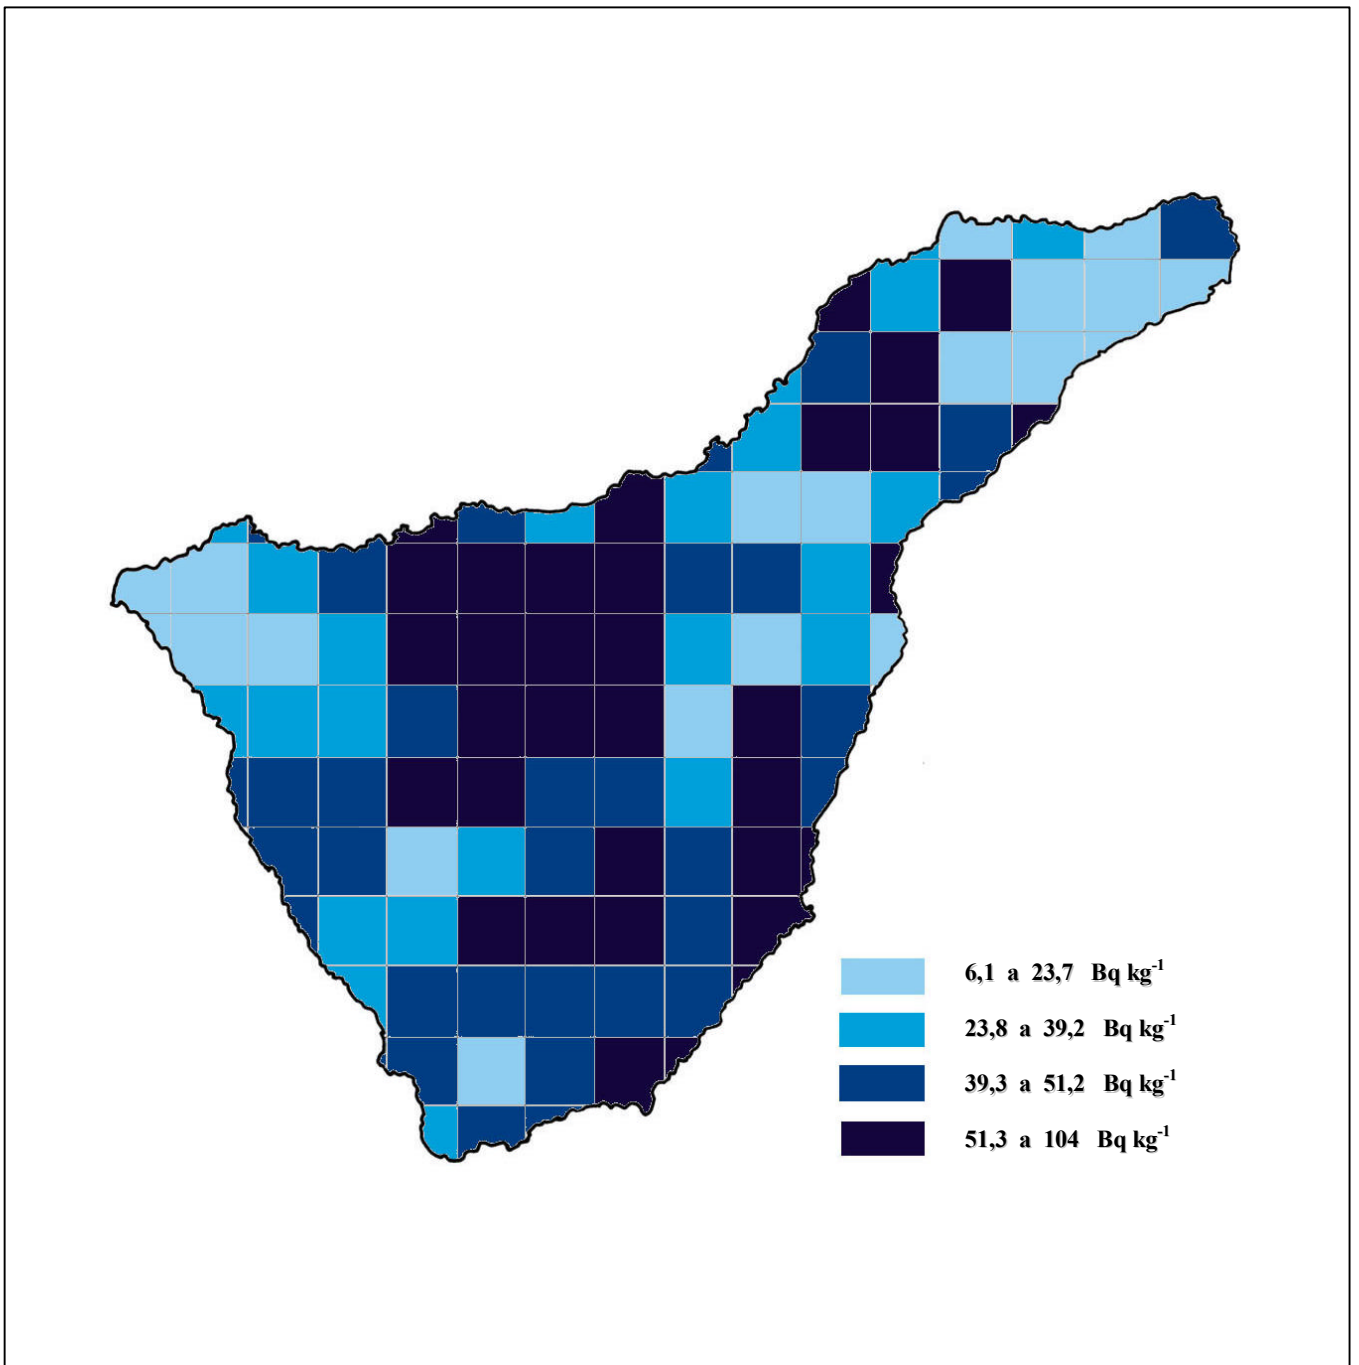 6,1 a 23,7 Bq kg⁻¹
23,8 a 39,2 Bq kg⁻¹
39,3 a 51,2 Bq kg⁻¹
51,3 a 104 Bq kg⁻¹